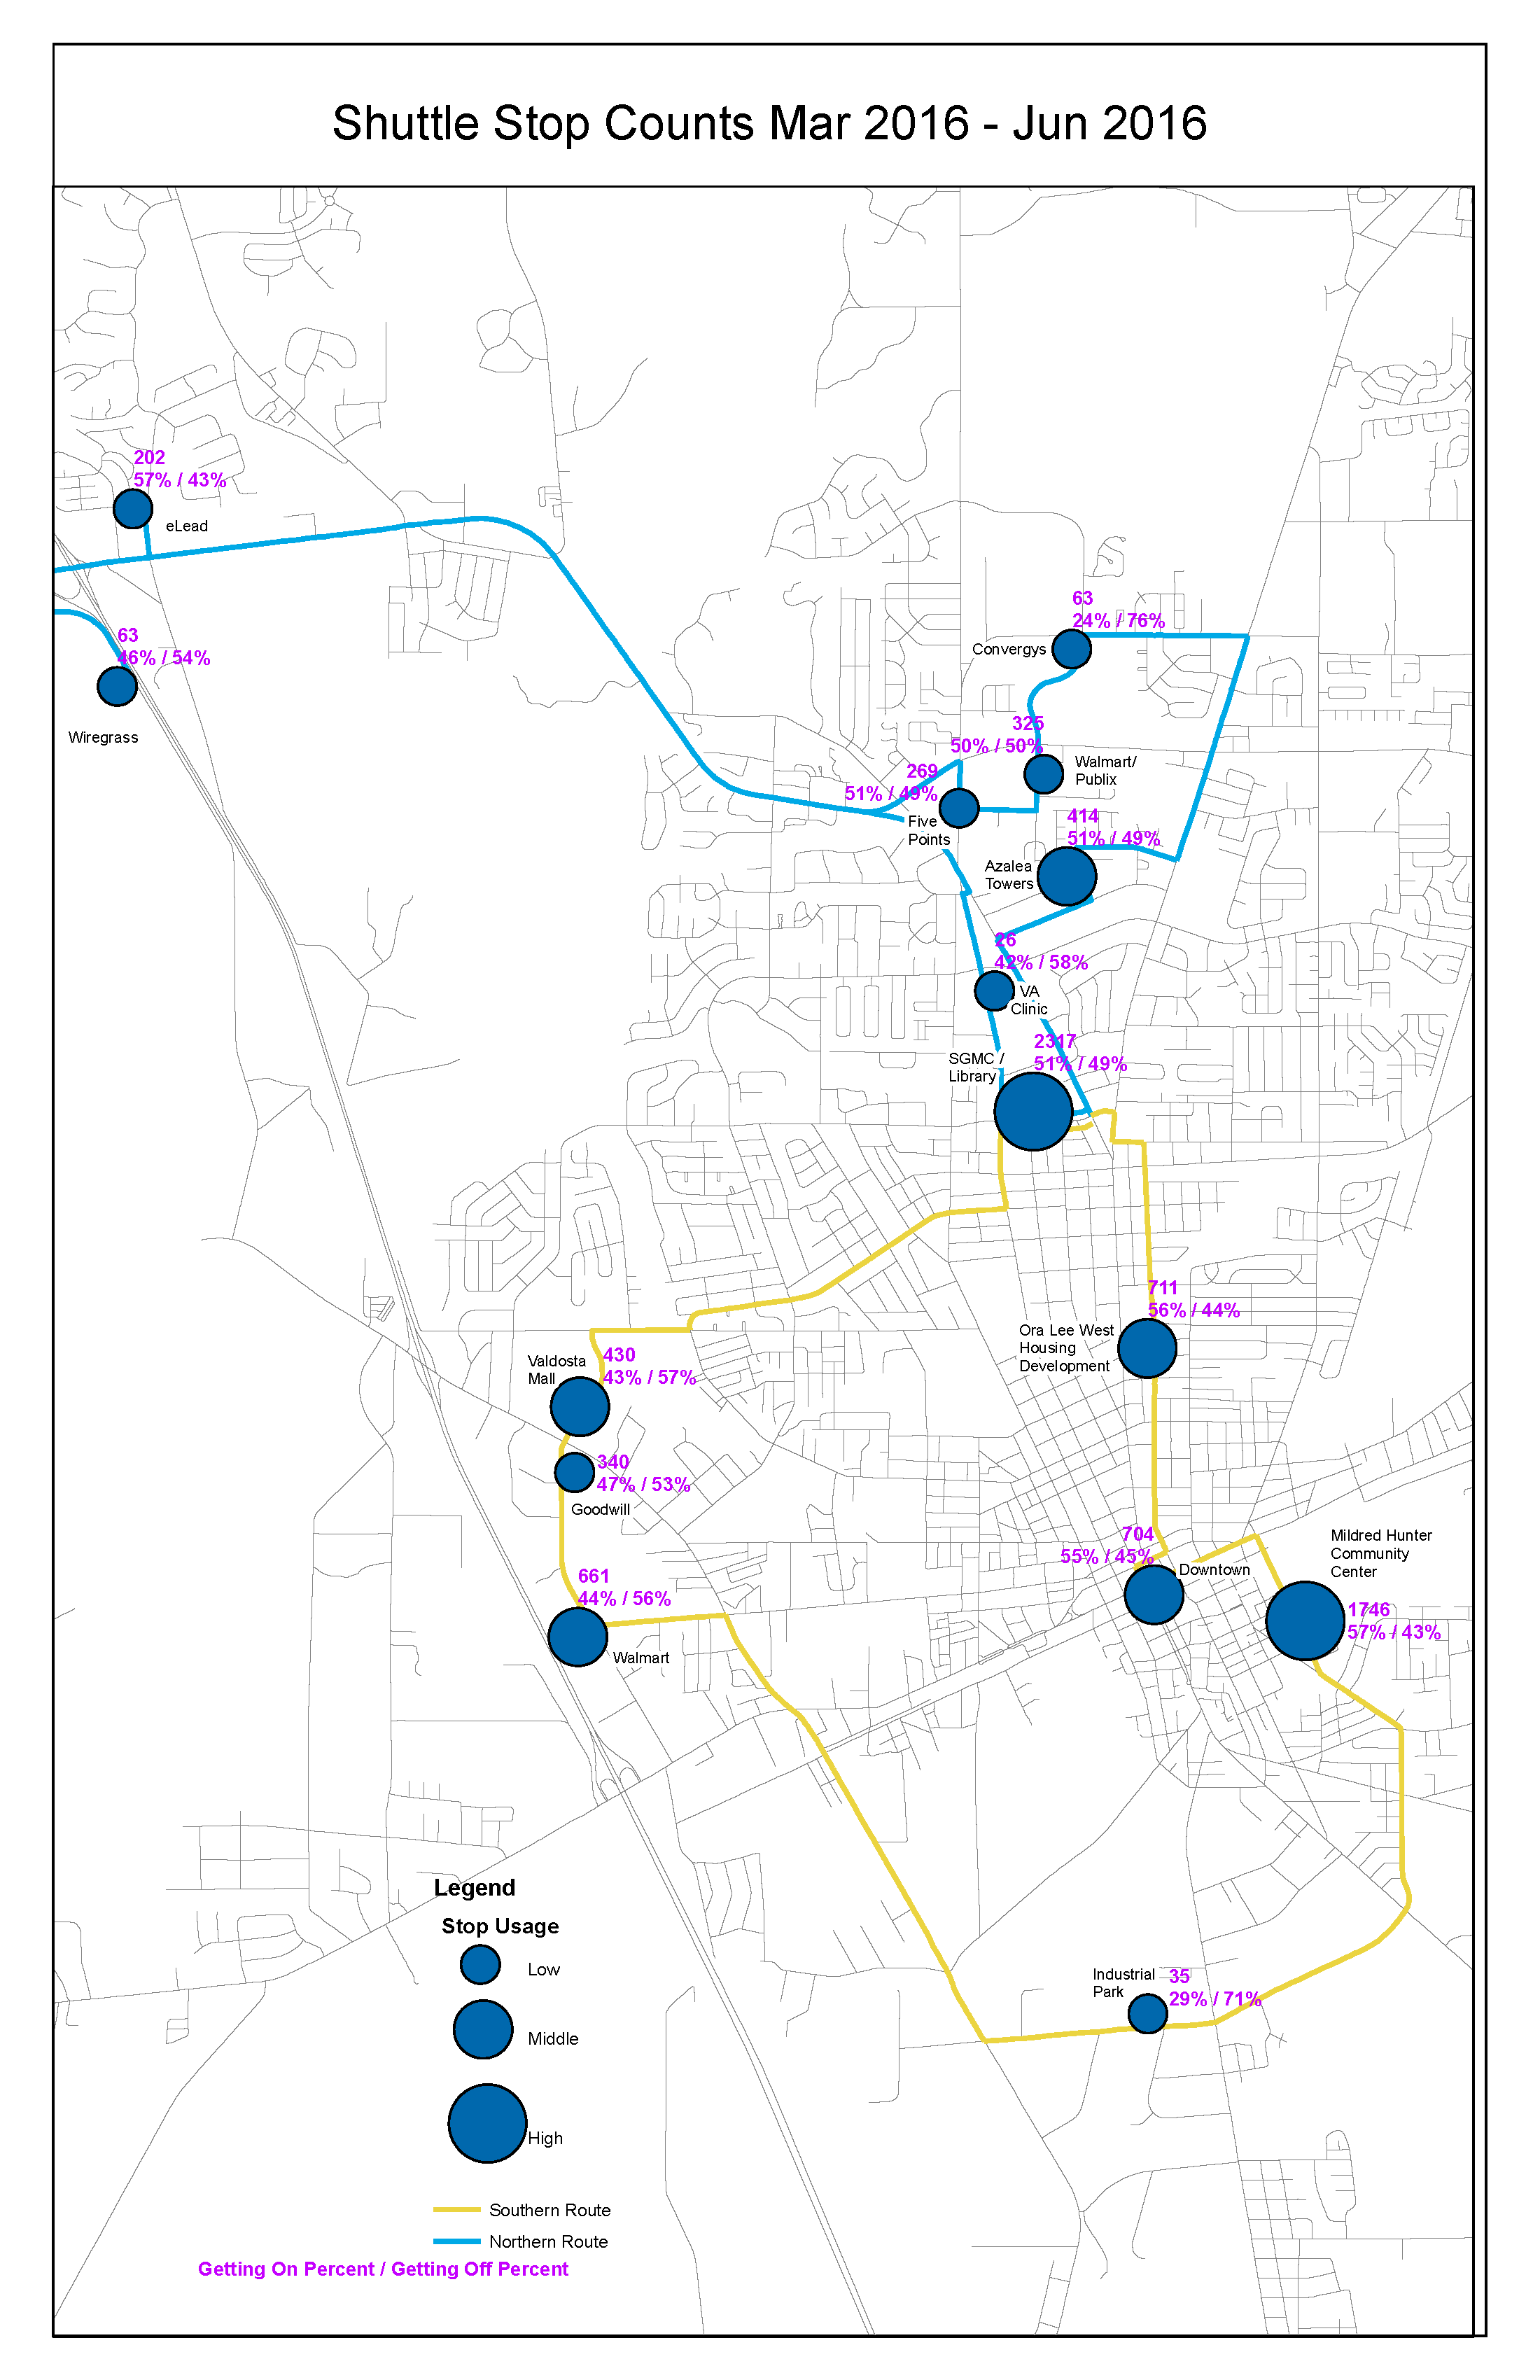 Shuttle Stop Counts Mar 2016 - Jun 2016
202
57% / 43%
eLead
63
46% / 54%
Wiregrass
63
24% / 76%
Convergys
325
50% / 50%
Walmart/
Publix
269
51% / 49%
Five
Points
414
51% / 49%
Azalea
Towers
26
42% / 58%
VA
Clinic
2317
51% / 49%
SGMC /
Library
711
56% / 44%
Ora Lee West
Housing
Development
430
43% / 57%
Valdosta
Mall
340
47% / 53%
Goodwill
704
55% / 45%
Downtown
Mildred Hunter
Community
Center
1746
57% / 43%
661
44% / 56%
Walmart
Industrial
Park
35
29% / 71%
Legend
Stop Usage
Low
Middle
High
Southern Route
Northern Route
Getting On Percent / Getting Off Percent